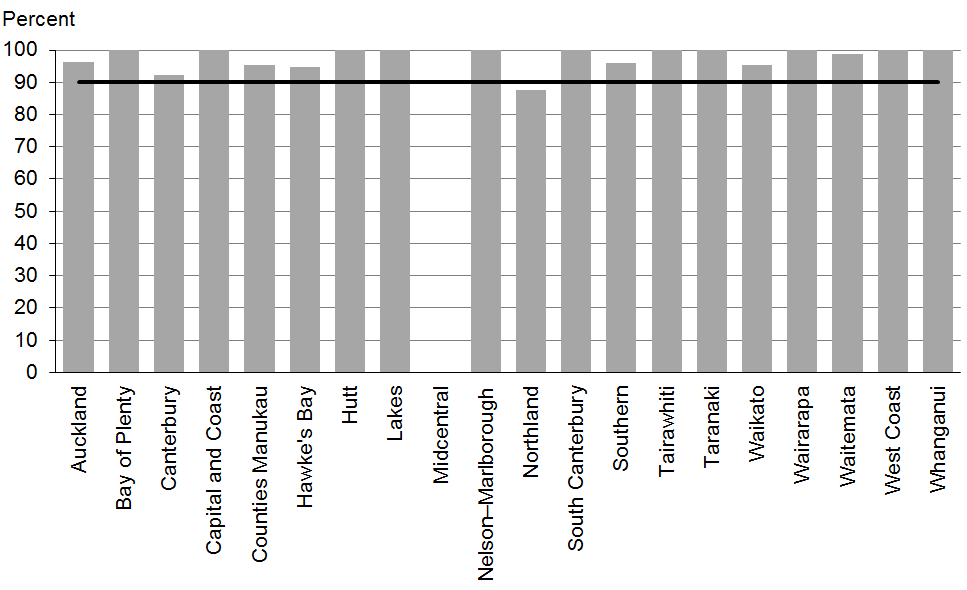 Percent
100
90
80
70
60
50
40
30
20
10
0
Auckland
Bay of Plenty
Canterbury
Capital and Coast
Counties Manukau
Hawke's Bay
Hutt
Lakes
Midcentral
Nelson–Marlborough
Northland
South Canterbury
Southern
Tairawhiti
Taranaki
Waikato
Wairarapa
Waitemata
West Coast
Whanganui